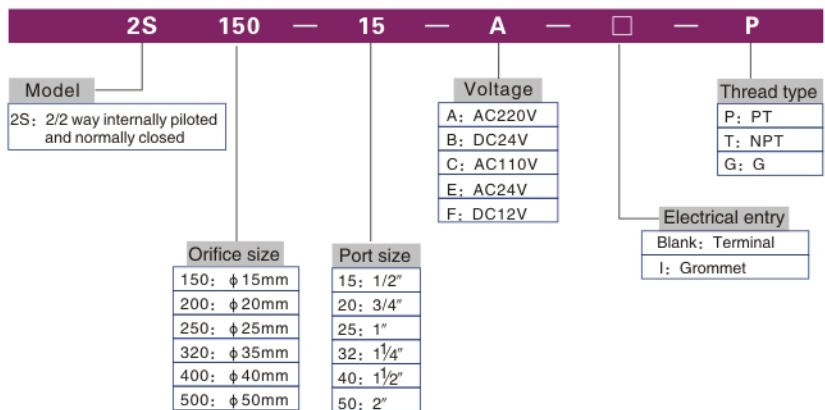 2S 150 — 15 — A — □ — P
Model
2S: 2/2 way internally piloted
and normally closed
Orifice size
150: ϕ15mm
200: ϕ20mm
250: ϕ25mm
320: ϕ35mm
400: ϕ40mm
500: ϕ50mm
Port size
15: 1/2″
20: 3/4″
25: 1″
32: 1¼″
40: 1½″
50: 2″
Voltage
A: AC220V
B: DC24V
C: AC110V
E: AC24V
F: DC12V
Electrical entry
Blank: Terminal
I: Grommet
Thread type
P: PT
T: NPT
G: G